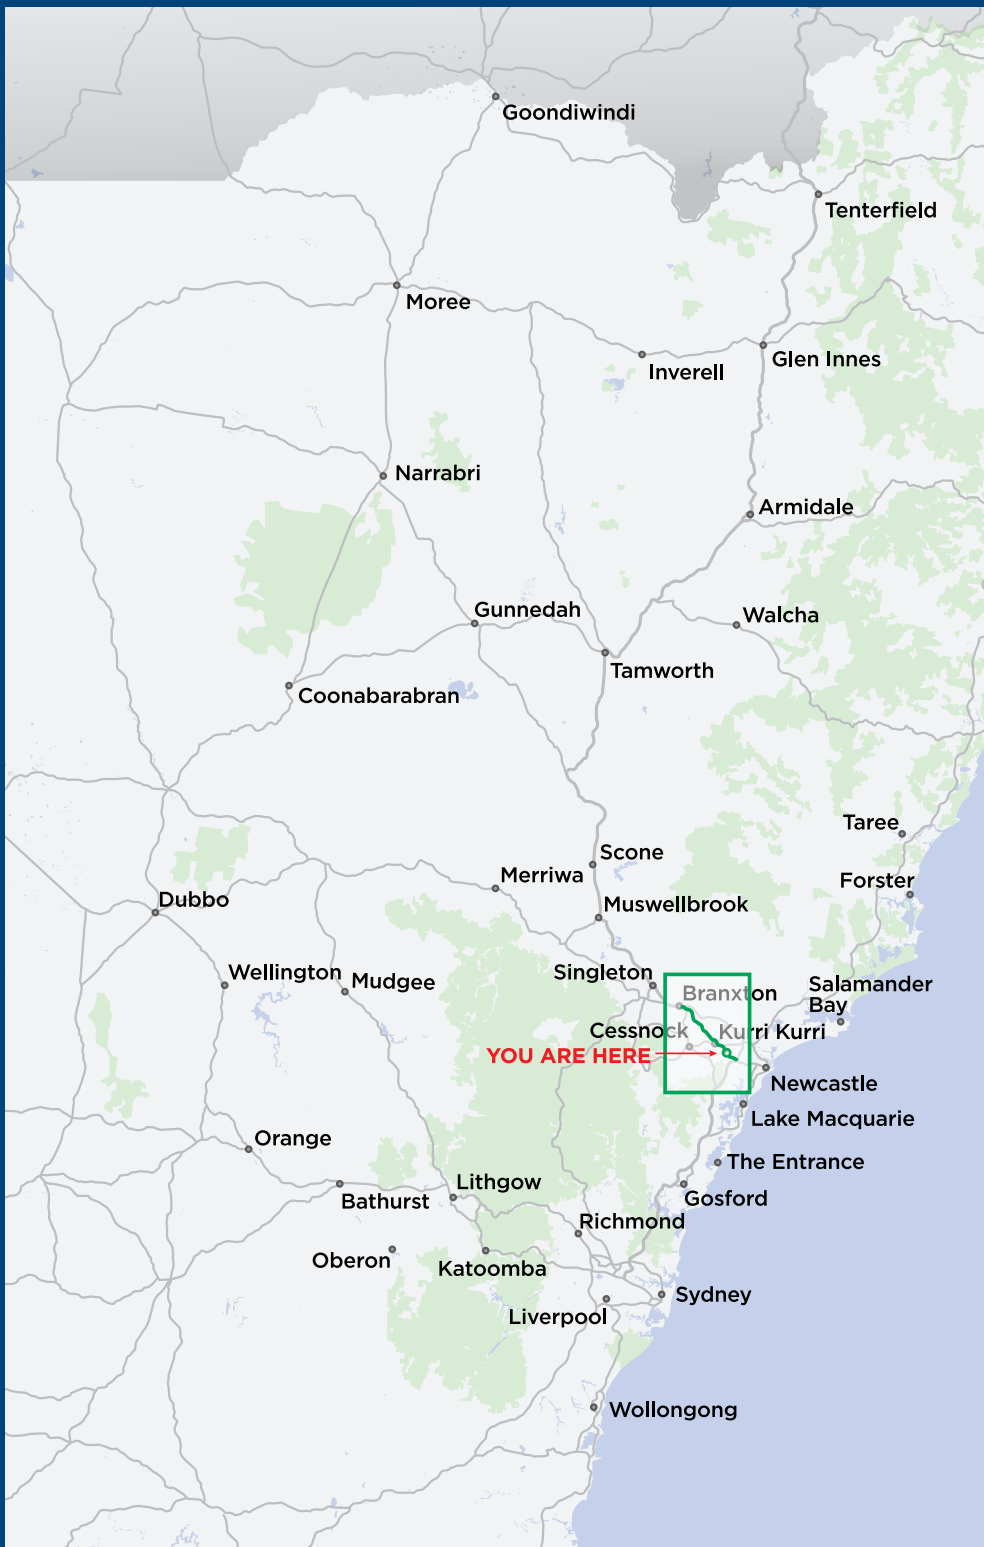 Goondiwindi
Tenterfield
Moree
Inverell
Glen Innes
Narrabri
Armidale
Gunnedah
Walcha
Tamworth
Coonabarabran
Taree
Scone
Merriwa
Forster
Dubbo
Muswellbrook
Wellington
Mudgee
Singleton
Branxton
Salamander
Bay
Cessnock
Kurri Kurri
YOU ARE HERE
Newcastle
Lake Macquarie
Orange
The Entrance
Bathurst
Lithgow
Gosford
Richmond
Oberon
Katoomba
Sydney
Liverpool
Wollongong